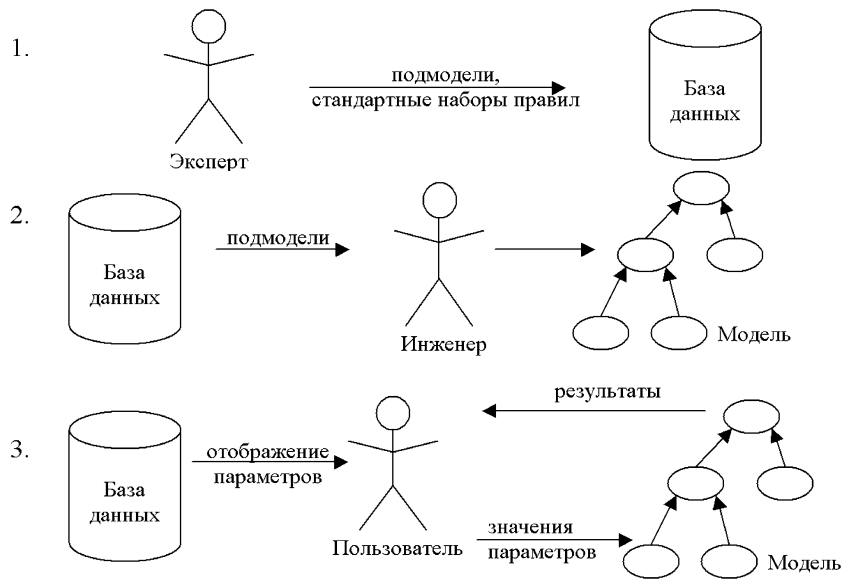 1.
подмодели,
стандартные наборы правил
База
данных
Эксперт
2.
База
данных
подмодели
Инженер
Модель
3.
База
данных
отображение
параметров
Пользователь
результаты
значения
параметров
Модель